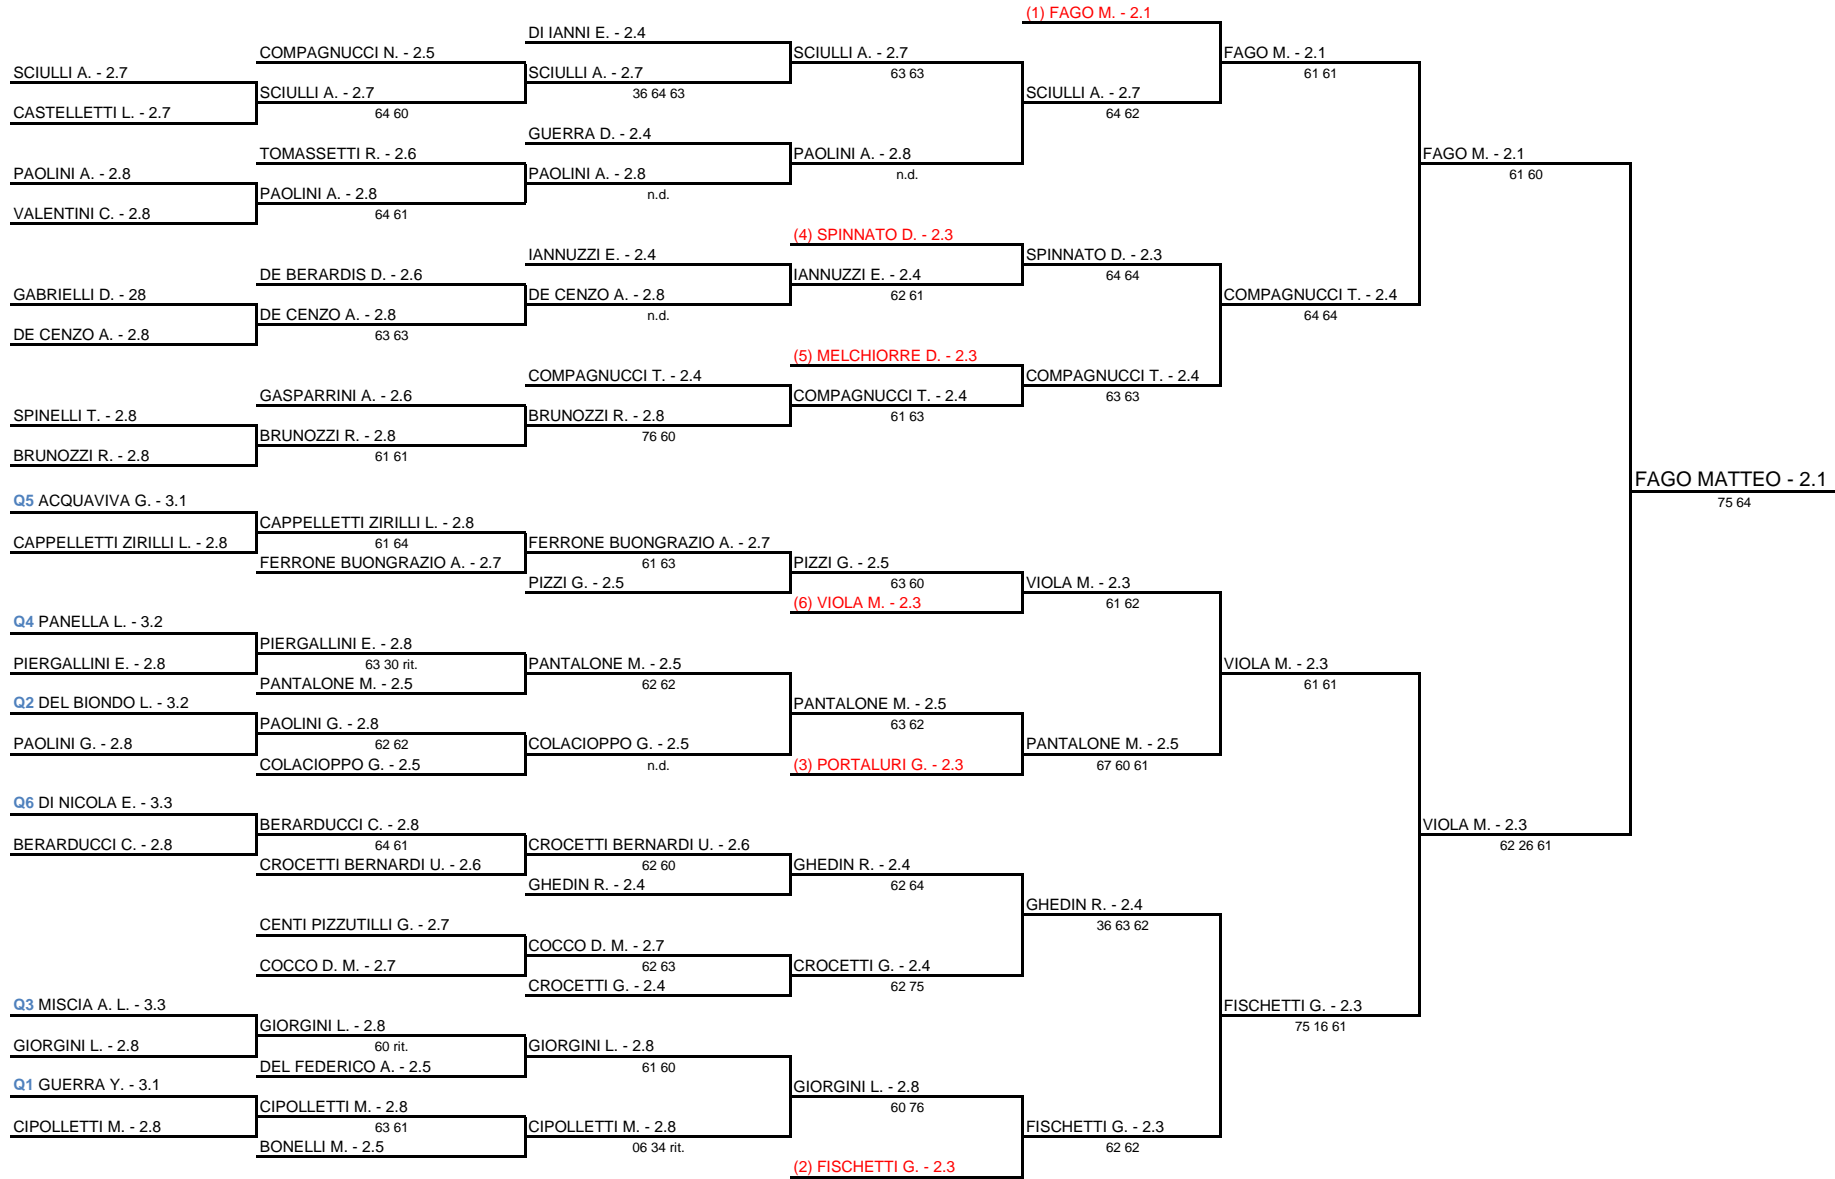 (1) FAGO M. - 2.1
DI IANNI E. - 2.4
COMPAGNUCCI N. - 2.5
SCIULLI A. - 2.7
FAGO M. - 2.1
SCIULLI A. - 2.7
SCIULLI A. - 2.7
63 63
61 61
SCIULLI A. - 2.7
36 64 63
SCIULLI A. - 2.7
CASTELLETTI L. - 2.7
64 60
64 62
GUERRA D. - 2.4
TOMASSETTI R. - 2.6
PAOLINI A. - 2.8
FAGO M. - 2.1
PAOLINI A. - 2.8
PAOLINI A. - 2.8
n.d.
61 60
PAOLINI A. - 2.8
n.d.
VALENTINI C. - 2.8
64 61
(4) SPINNATO D. - 2.3
IANNUZZI E. - 2.4
SPINNATO D. - 2.3
DE BERARDIS D. - 2.6
IANNUZZI E. - 2.4
64 64
GABRIELLI D. - 28
DE CENZO A. - 2.8
62 61
COMPAGNUCCI T. - 2.4
DE CENZO A. - 2.8
n.d.
64 64
DE CENZO A. - 2.8
63 63
(5) MELCHIORRE D. - 2.3
COMPAGNUCCI T. - 2.4
COMPAGNUCCI T. - 2.4
GASPARRINI A. - 2.6
COMPAGNUCCI T. - 2.4
63 63
SPINELLI T. - 2.8
BRUNOZZI R. - 2.8
61 63
BRUNOZZI R. - 2.8
76 60
BRUNOZZI R. - 2.8
61 61
FAGO MATTEO - 2.1
Q5 ACQUAVIVA G. - 3.1
75 64
CAPPELLETTI ZIRILLI L. - 2.8
CAPPELLETTI ZIRILLI L. - 2.8
61 64
FERRONE BUONGRAZIO A. - 2.7
FERRONE BUONGRAZIO A. - 2.7
61 63
PIZZI G. - 2.5
PIZZI G. - 2.5
63 60
VIOLA M. - 2.3
(6) VIOLA M. - 2.3
61 62
Q4 PANELLA L. - 3.2
PIERGALLINI E. - 2.8
PIERGALLINI E. - 2.8
63 30 rit.
PANTALONE M. - 2.5
VIOLA M. - 2.3
PANTALONE M. - 2.5
62 62
61 61
Q2 DEL BIONDO L. - 3.2
PANTALONE M. - 2.5
PAOLINI G. - 2.8
63 62
PAOLINI G. - 2.8
62 62
COLACIOPPO G. - 2.5
PANTALONE M. - 2.5
COLACIOPPO G. - 2.5
n.d.
(3) PORTALURI G. - 2.3
67 60 61
Q6 DI NICOLA E. - 3.3
BERARDUCCI C. - 2.8
VIOLA M. - 2.3
BERARDUCCI C. - 2.8
64 61
CROCETTI BERNARDI U. - 2.6
62 26 61
CROCETTI BERNARDI U. - 2.6
62 60
GHEDIN R. - 2.4
GHEDIN R. - 2.4
62 64
GHEDIN R. - 2.4
CENTI PIZZUTILLI G. - 2.7
36 63 62
COCCO D. M. - 2.7
COCCO D. M. - 2.7
62 63
CROCETTI G. - 2.4
CROCETTI G. - 2.4
62 75
Q3 MISCIA A. L. - 3.3
FISCHETTI G. - 2.3
GIORGINI L. - 2.8
75 16 61
GIORGINI L. - 2.8
60 rit.
GIORGINI L. - 2.8
DEL FEDERICO A. - 2.5
61 60
Q1 GUERRA Y. - 3.1
GIORGINI L. - 2.8
CIPOLLETTI M. - 2.8
60 76
CIPOLLETTI M. - 2.8
63 61
CIPOLLETTI M. - 2.8
FISCHETTI G. - 2.3
BONELLI M. - 2.5
06 34 rit.
62 62
(2) FISCHETTI G. - 2.3